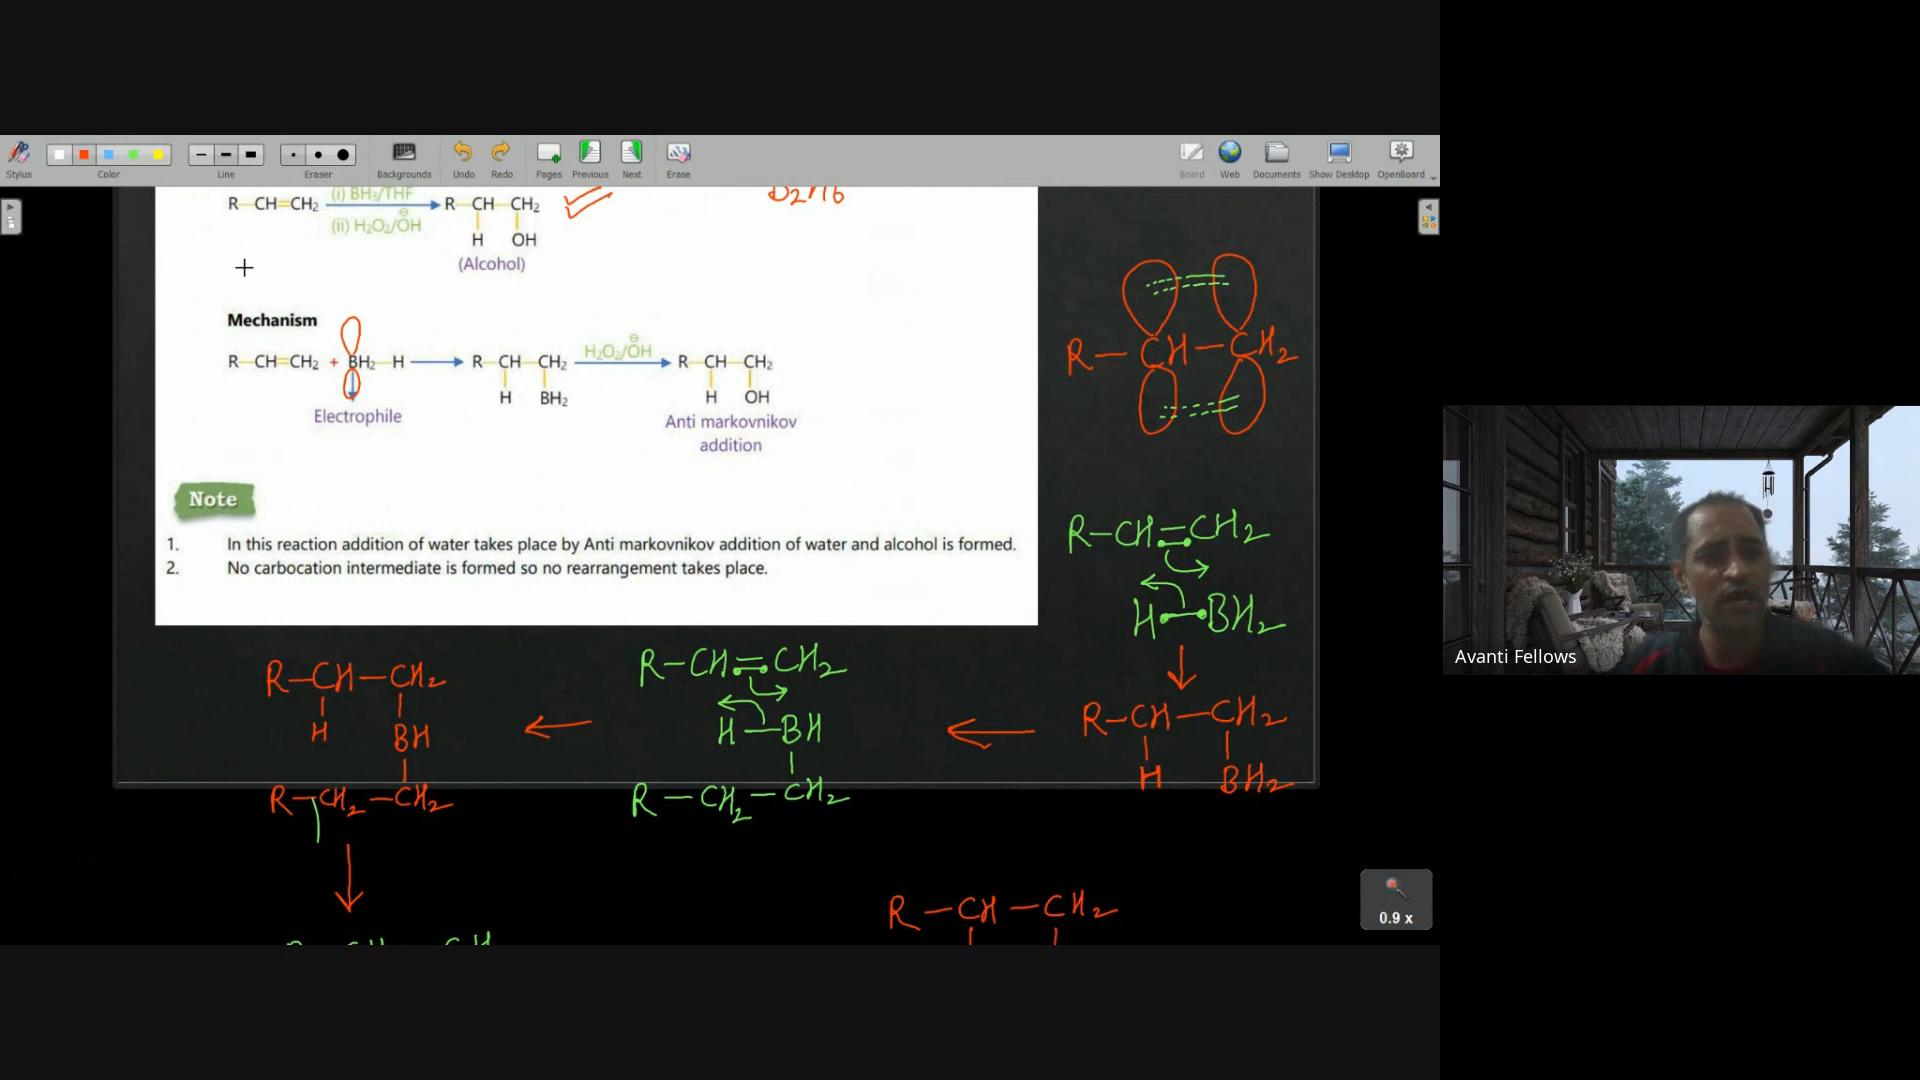 Stylus Color Line Eraser Backgrounds Undo Redo Pages Previous Next Erase Board Web Documents Show Desktop OpenBoard
R CH=CH₂ (i) BH₃/THF R CH CH₂
(ii) H₂O₂/OH⊖
H OH
(Alcohol)
B₂H₆
Mechanism
R CH=CH₂ + BH₂ H R CH CH₂ H₂O₂/OH⊖ R CH CH₂
H BH₂ H OH
Electrophile
Anti markovnikov
addition
Note
1. In this reaction addition of water takes place by Anti markovnikov addition of water and alcohol is formed.
2. No carbocation intermediate is formed so no rearrangement takes place.
R–CH–CH₂
R–CH=CH₂
H–BH₂
R–CH–CH₂
H BH₂
R–CH=CH₂
H–BH
R–CH₂–CH₂
R–CH–CH₂
H BH
R–CH₂–CH₂
R–CH–CH₂
Avanti Fellows
0.9 x